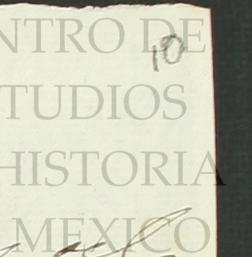 NTRO DE
10
TUDIOS
HISTORIA
MEXICO